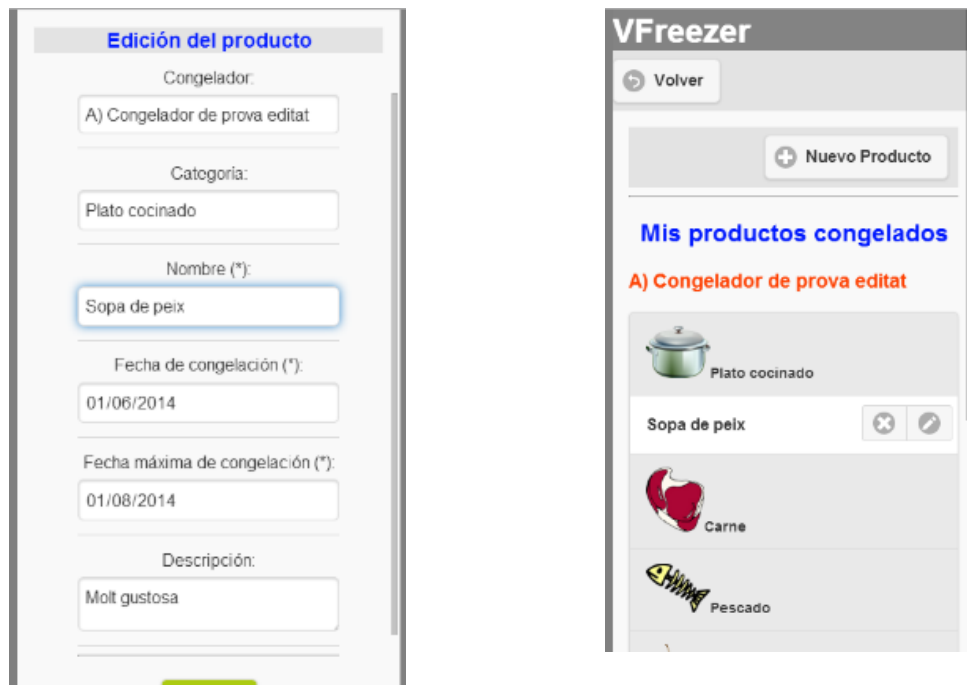 Edición del producto
Congelador:
A) Congelador de prova editat
Categoría:
Plato cocinado
Nombre (*):
Sopa de peix
Fecha de congelación (*):
01/06/2014
Fecha máxima de congelación (*):
01/08/2014
Descripción:
Molt gustosa
VFreezer
Volver
Nuevo Producto
Mis productos congelados
A) Congelador de prova editat
Plato cocinado
Sopa de peix
Carne
Pescado